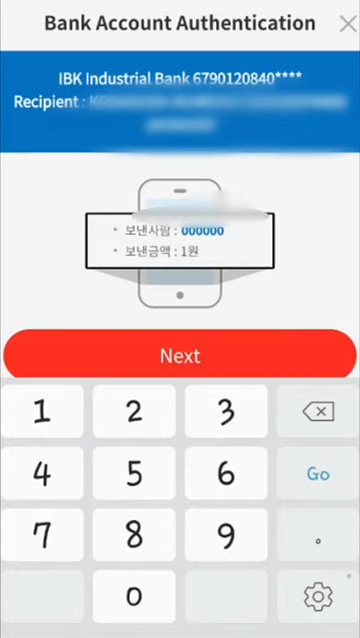 Bank Account Authentication
IBK Industrial Bank 6790120840****
Recipient :
• 보낸사람 : 000000
• 보낸금액 : 1원
Next
1 2 3
4 5 6 Go
7 8 9 .
0